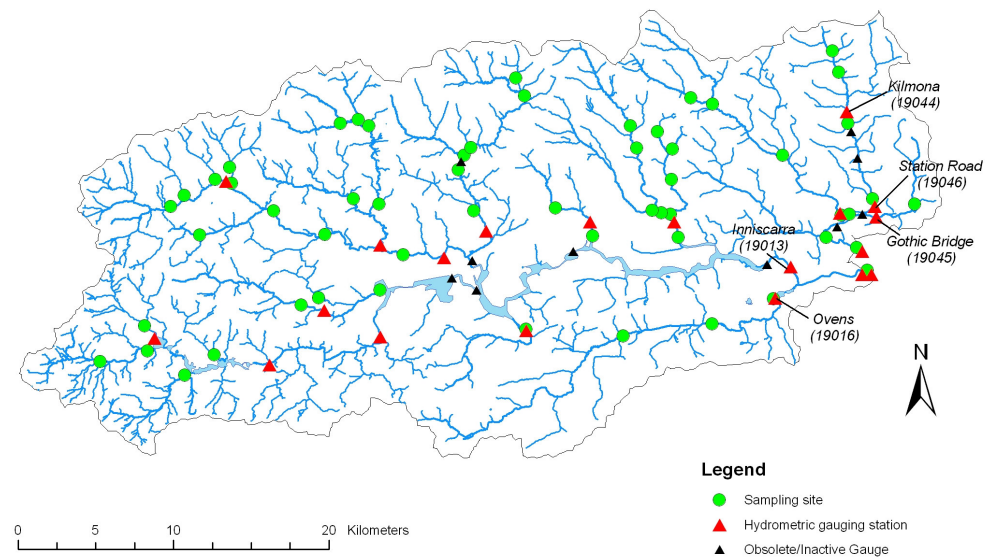 Kilmona
(19044)
Station Road
(19046)
Inniscarra
(19013)
Gothic Bridge
(19045)
Ovens
(19016)
N
Legend
Sampling site
Hydrometric gauging station
Obsolete/Inactive Gauge
0 5 10 20 Kilometers